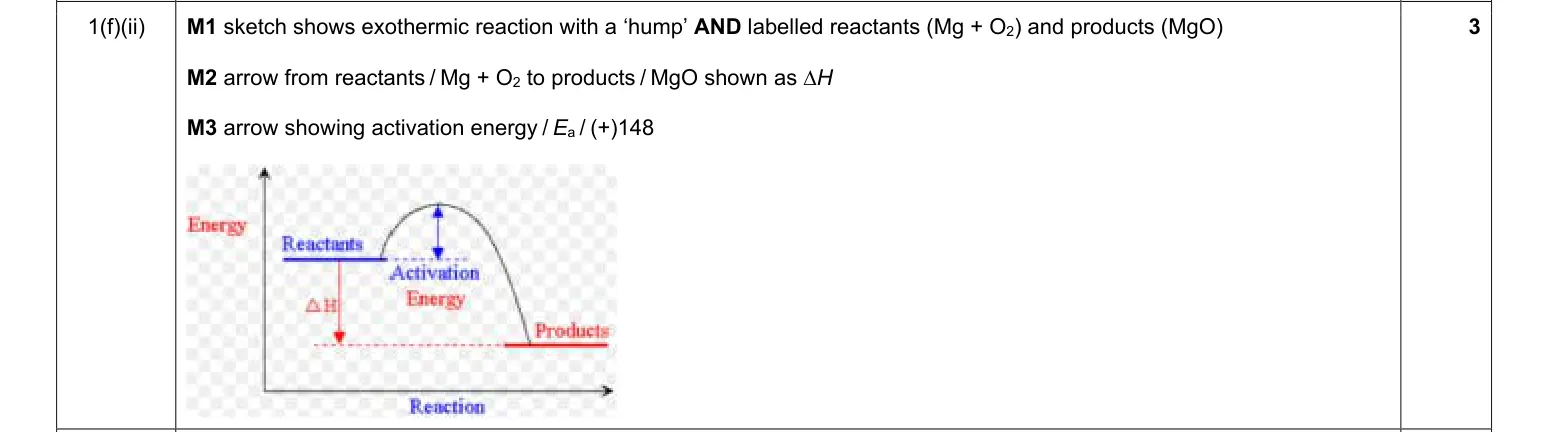 1(f)(ii) M1 sketch shows exothermic reaction with a ‘hump’ AND labelled reactants (Mg + O₂) and products (MgO) 3
M2 arrow from reactants / Mg + O₂ to products / MgO shown as ΔH
M3 arrow showing activation energy / Eₐ / (+)148
Energy
Reactants
Activation
Energy
△H
Products
Reaction